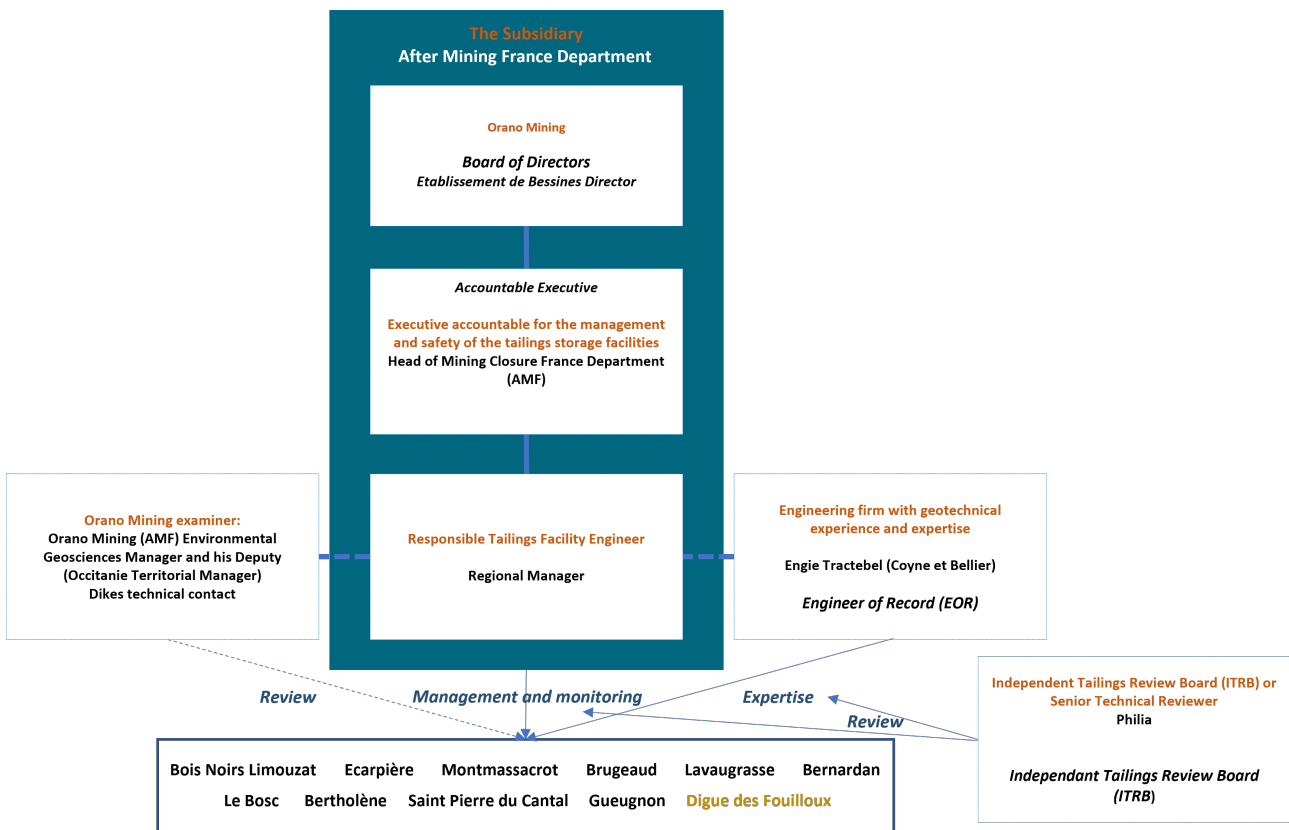 The Subsidiary
After Mining France Department
Orano Mining
Board of Directors
Etablissement de Bessines Director
Accountable Executive
Executive accountable for the management
and safety of the tailings storage facilities
Head of Mining Closure France Department
(AMF)
Orano Mining examiner:
Orano Mining (AMF) Environmental
Geosciences Manager and his Deputy
(Occitanie Territorial Manager)
Dikes technical contact
Responsible Tailings Facility Engineer
Regional Manager
Engineering firm with geotechnical
experience and expertise
Engie Tractebel (Coyne et Bellier)
Engineer of Record (EOR)
Review
Management and monitoring
Expertise
Review
Independent Tailings Review Board (ITRB) or
Senior Technical Reviewer
Philia
Independant Tailings Review Board
(ITRB)
Bois Noirs Limouzat Ecarpière Montmassacrot Brugeaud Lavaugrasse Bernardan
Le Bosc Bertholène Saint Pierre du Cantal Gueugnon Digue des Fouilloux